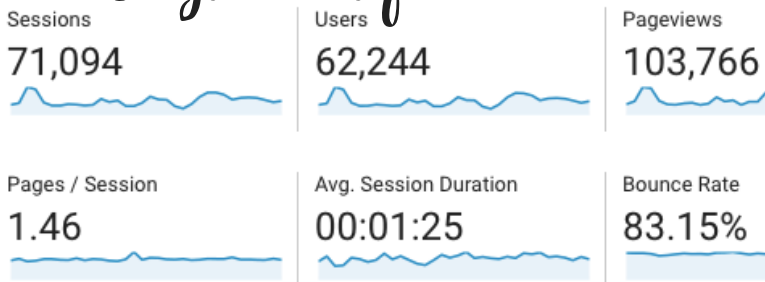 Sessions Users Pageviews
71,094 62,244 103,766
Pages / Session Avg. Session Duration Bounce Rate
1.46 00:01:25 83.15%